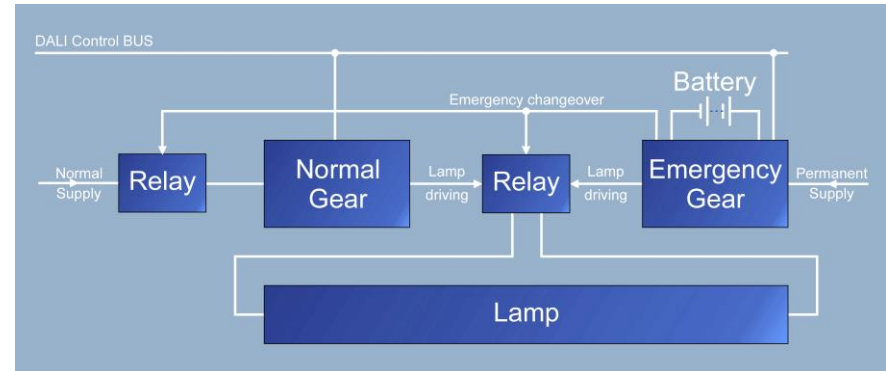 DALI Control BUS
Battery
Emergency changeover
Normal
Supply
Relay
Normal
Gear
Lamp
driving
Relay
Lamp
driving
Emergency
Gear
Permanent
Supply
Lamp